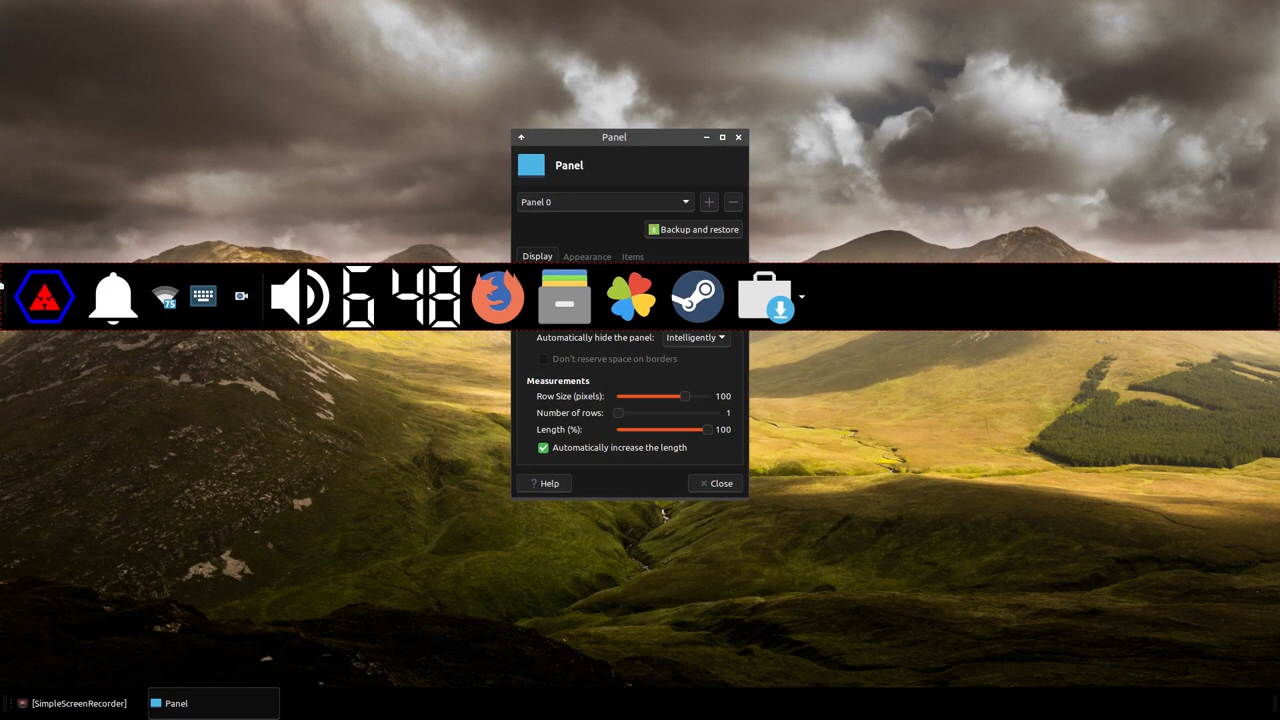 Panel
Panel
Panel 0
Backup and restore
Display Appearance Items
75
6 48
Automatically hide the panel: Intelligently
Don't reserve space on borders
Measurements
Row Size (pixels): 100
Number of rows: 1
Length (%): 100
Automatically increase the length
? Help
Close
[SimpleScreenRecorder]
Panel